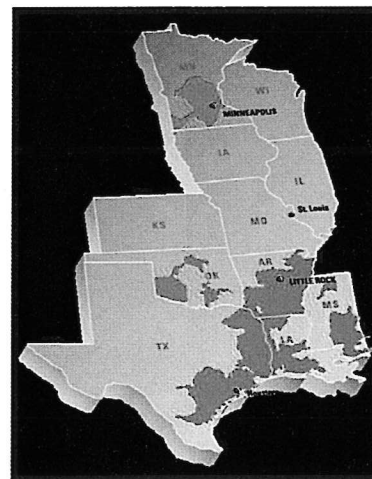 MN
WI
MINNEAPOLIS
IA
IL
St. Louis
KS
MO
OK
AR
LITTLE ROCK
MS
TX
LA